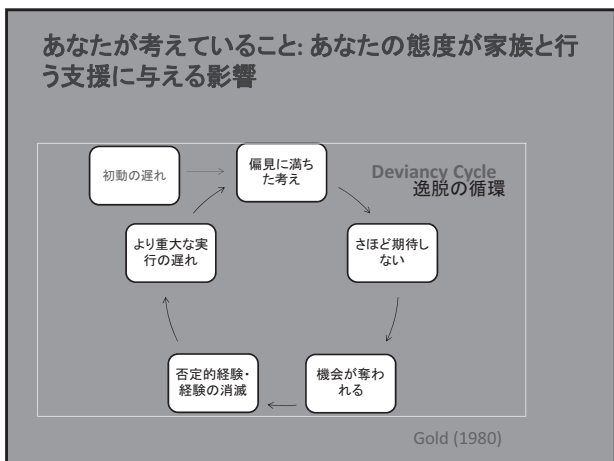 あなたが考えていること: あなたの態度が家族と行
う支援に与える影響
初動の遅れ
偏見に満ち
た考え
Deviancy Cycle
逸脱の循環
より重大な実
行の遅れ
さほど期待し
ない
否定的経験・
経験の消滅
機会が奪わ
れる
Gold (1980)